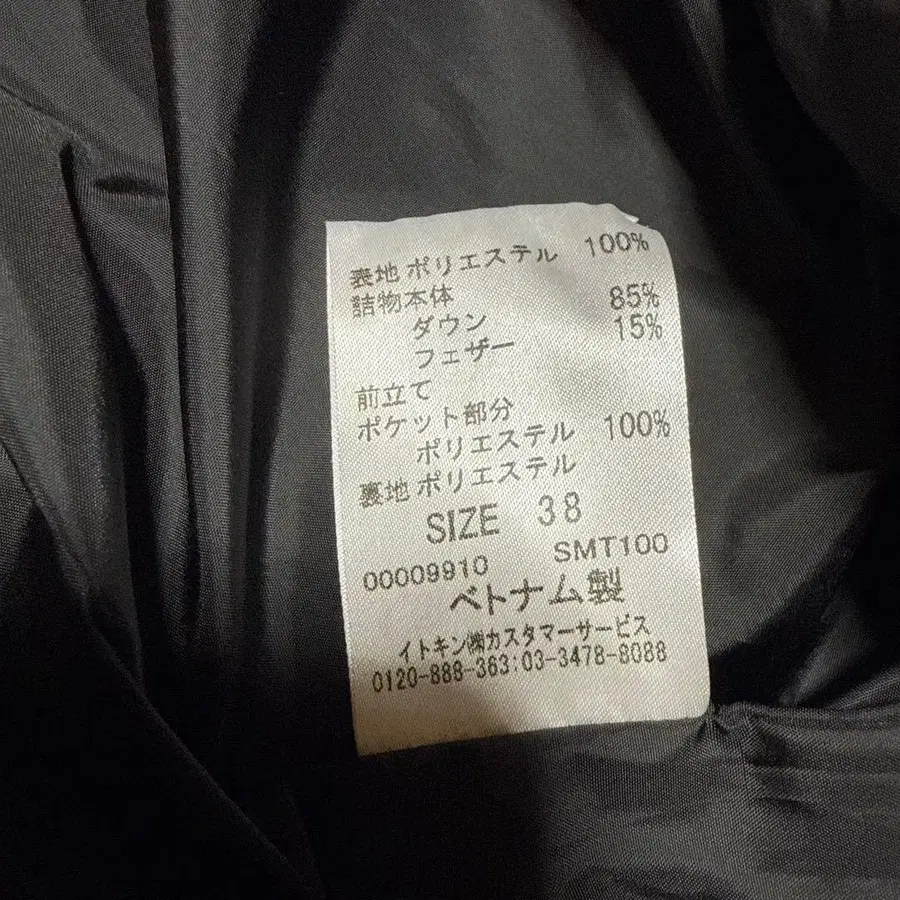 表地 ポリエステル 100%
詰物本体
ダウン 85%
フェザー 15%
前立て
ポケット部分
ポリエステル 100%
裏地 ポリエステル
SIZE 38
00009910 SMT100
ベトナム製
イトキン㈱カスタマーサービス
0120-888-363:03-3478-8088